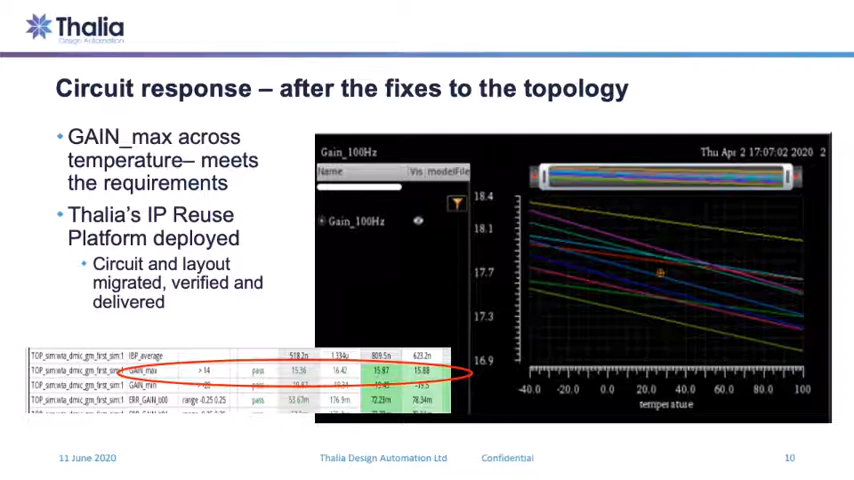 Thalia
Design Automation
Circuit response – after the fixes to the topology
• GAIN_max across
temperature– meets
the requirements
• Thalia's IP Reuse
Platform deployed
• Circuit and layout
migrated, verified and
delivered
Gain_100Hz
Thu Apr 2 17:07:02 2020 2
Name Vis modelFile
Gain_100Hz
18.4
18.1
17.7
17.3
16.9
-40.0 -20.0 0.0 20.0 40.0 60.0 80.0 100
temperature
TOP_sim:wta_dmic_gm_first_sim:1 IBP_average 518.2n 1.334u 809.5n 623.2n
TOP_sim:wta_dmic_gm_first_sim:1 GAIN_max > 14 pass 15.36 16.42 15.87 15.88
TOP_sim:wta_dmic_gm_first_sim:1 GAIN_min pass
TOP_sim:wta_dmic_gm_first_sim:1 ERR_GAIN_b00 range -0.25 0.25 pass 53.67m 176.9m 72.23m 78.34m
11 June 2020
Thalia Design Automation Ltd Confidential
10